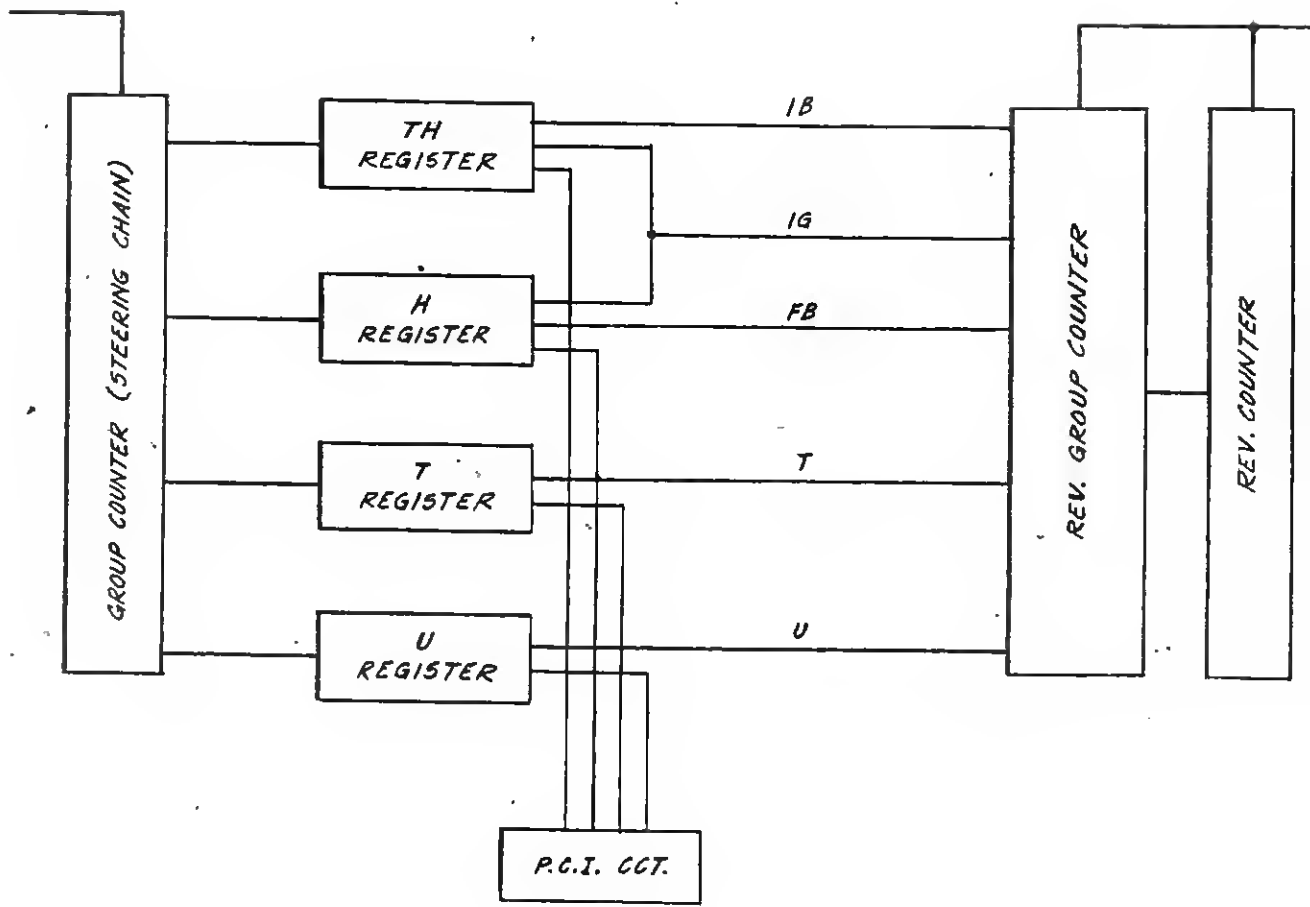 GROUP COUNTER (STEERING CHAIN)
TH
REGISTER
H
REGISTER
T
REGISTER
U
REGISTER
IB
IG
FB
T
U
REV. GROUP COUNTER
REV. COUNTER
P.C.I. CCT.